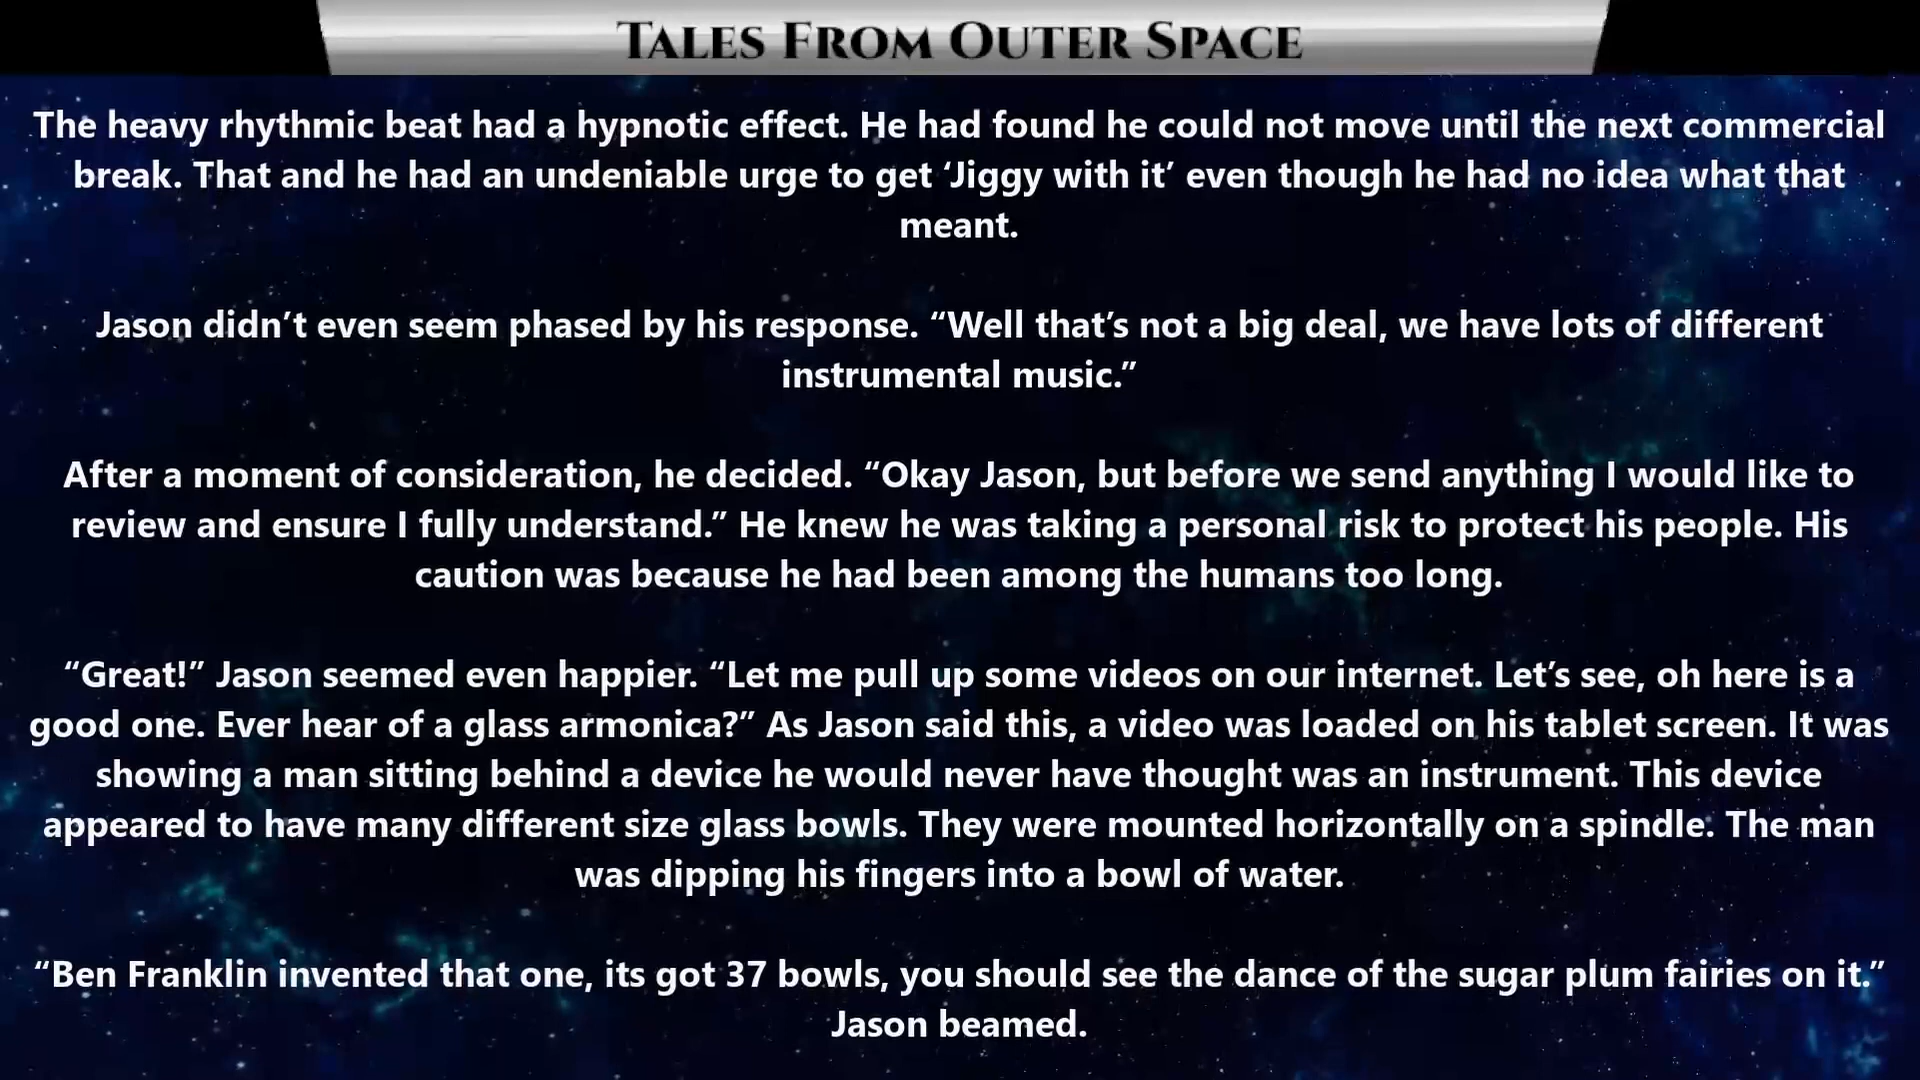 Tales From Outer Space
The heavy rhythmic beat had a hypnotic effect. He had found he could not move until the next commercial
break. That and he had an undeniable urge to get ‘Jiggy with it’ even though he had no idea what that
meant.
Jason didn’t even seem phased by his response. “Well that’s not a big deal, we have lots of different
instrumental music.”
After a moment of consideration, he decided. “Okay Jason, but before we send anything I would like to
review and ensure I fully understand.” He knew he was taking a personal risk to protect his people. His
caution was because he had been among the humans too long.
“Great!” Jason seemed even happier. “Let me pull up some videos on our internet. Let’s see, oh here is a
good one. Ever hear of a glass armonica?” As Jason said this, a video was loaded on his tablet screen. It was
showing a man sitting behind a device he would never have thought was an instrument. This device
appeared to have many different size glass bowls. They were mounted horizontally on a spindle. The man
was dipping his fingers into a bowl of water.
“Ben Franklin invented that one, its got 37 bowls, you should see the dance of the sugar plum fairies on it.”
Jason beamed.